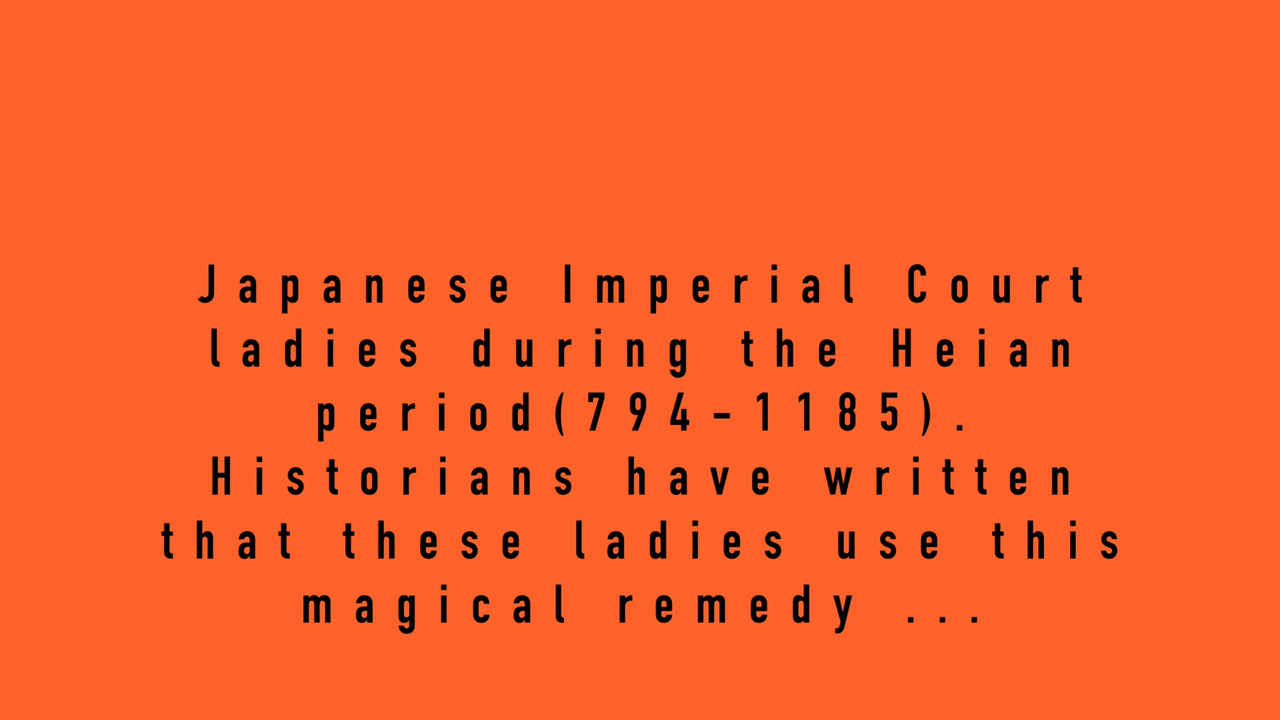 Japanese Imperial Court
ladies during the Heian
period(794-1185).
Historians have written
that these ladies use this
magical remedy ...